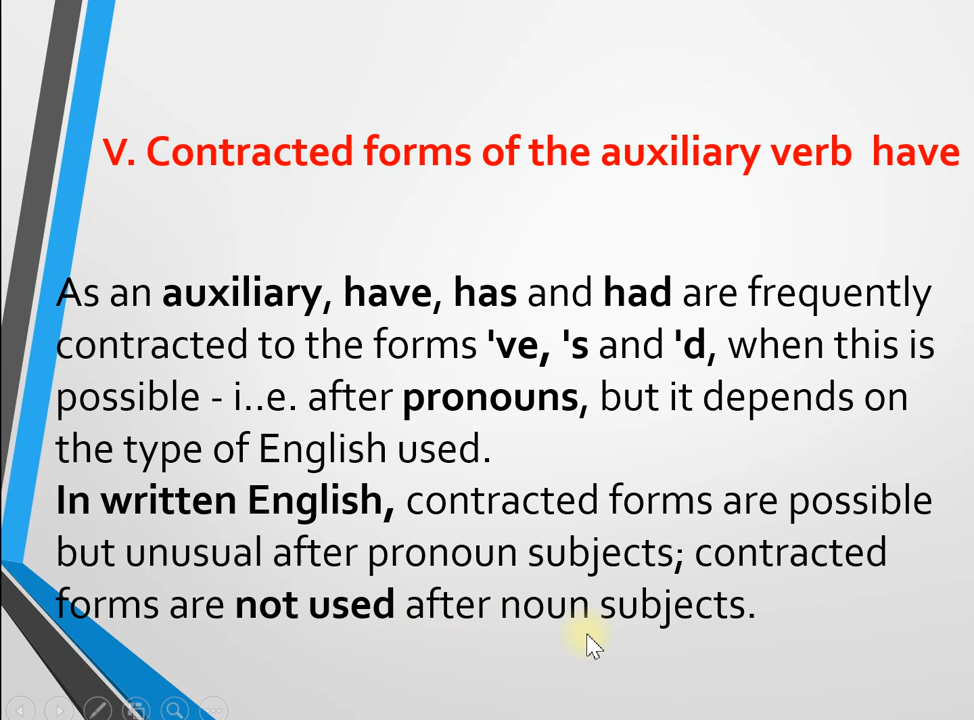 V. Contracted forms of the auxiliary verb have
As an auxiliary, have, has and had are frequently
contracted to the forms 've, 's and 'd, when this is
possible - i..e. after pronouns, but it depends on
the type of English used.
In written English, contracted forms are possible
but unusual after pronoun subjects; contracted
forms are not used after noun subjects.